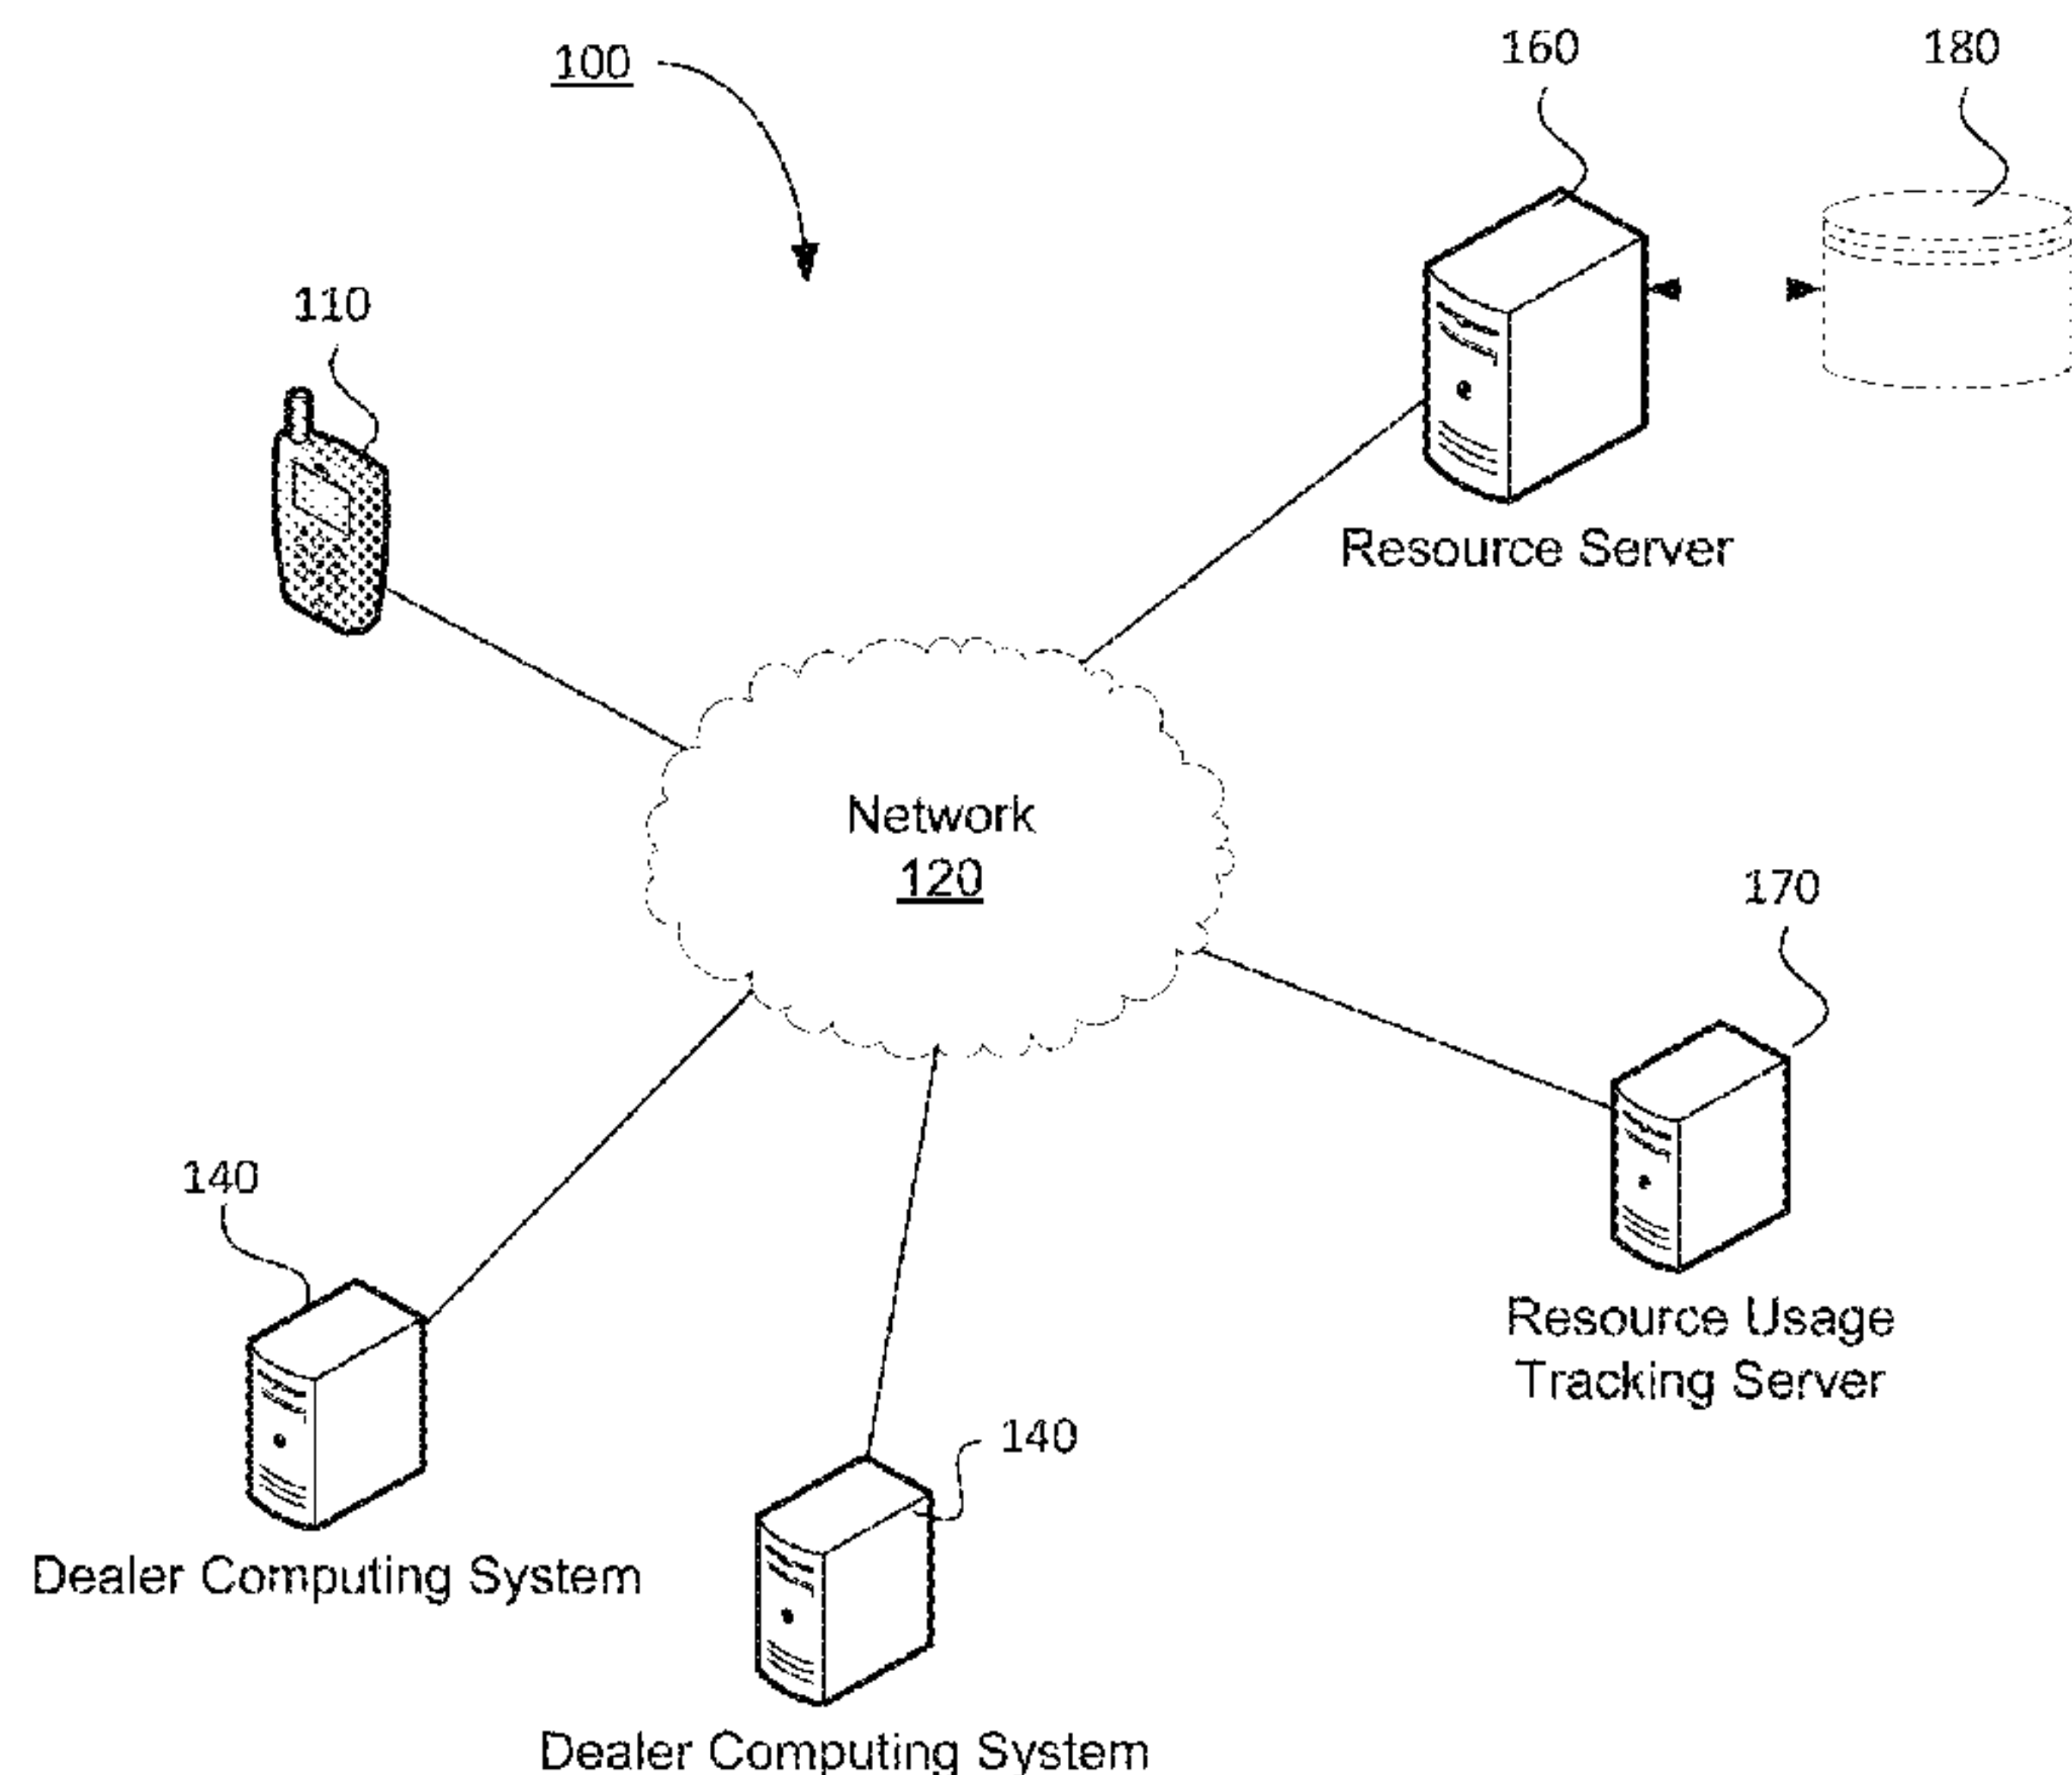 100
160
180
110
Resource Server
Network
120
170
140
Resource Usage
Tracking Server
140
Dealer Computing System
Dealer Computing System